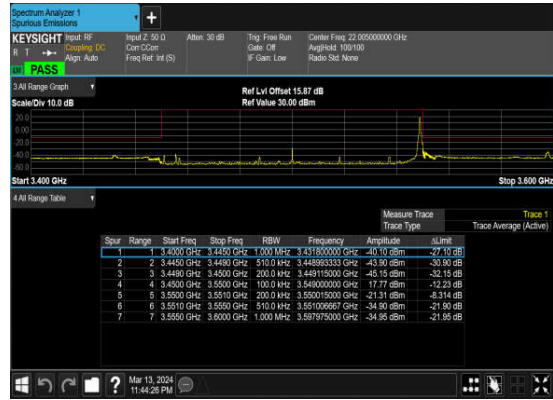 Spectrum Analyzer 1
Spurious Emissions
+
KEYSIGHT Input: RF Input Z: 50 Ω Atten: 30 dB Trig: Free Run Center Freq: 22.005000000 GHz
R T Coupling: DC Corr CCorr Gate: Off Avg|Hold: 100/100
Align: Auto Freq Ref: Int (S) IF Gain: Low Radio Std: None
PASS
3 All Range Graph
Ref Lvl Offset 15.87 dB
Scale/Div 10.0 dB Ref Value 30.00 dBm
20.0
0.00
-20.0
-40.0
-50.0
Start 3.400 GHz Stop 3.600 GHz
4 All Range Table
Measure Trace Trace 1
Trace Type Trace Average (Active)
Spur Range Start Freq Stop Freq RBW Frequency Amplitude ΔLimit
1 1 3.4000 GHz 3.4450 GHz 1.000 MHz 3.431800000 GHz -40.10 dBm -27.10 dB
2 2 3.4450 GHz 3.4490 GHz 510.0 kHz 3.448993333 GHz -43.90 dBm -30.90 dB
3 3 3.4490 GHz 3.4500 GHz 200.0 kHz 3.449115000 GHz -45.15 dBm -32.15 dB
4 4 3.4500 GHz 3.5500 GHz 100.0 kHz 3.549000000 GHz 17.77 dBm -12.23 dB
5 5 3.5500 GHz 3.5510 GHz 200.0 kHz 3.550015000 GHz -21.31 dBm -8.314 dB
6 6 3.5510 GHz 3.5550 GHz 510.0 kHz 3.551006667 GHz -34.90 dBm -21.90 dB
7 7 3.5550 GHz 3.6000 GHz 1.000 MHz 3.597975000 GHz -34.95 dBm -21.95 dB
? Mar 13, 2024
11:44:26 PM